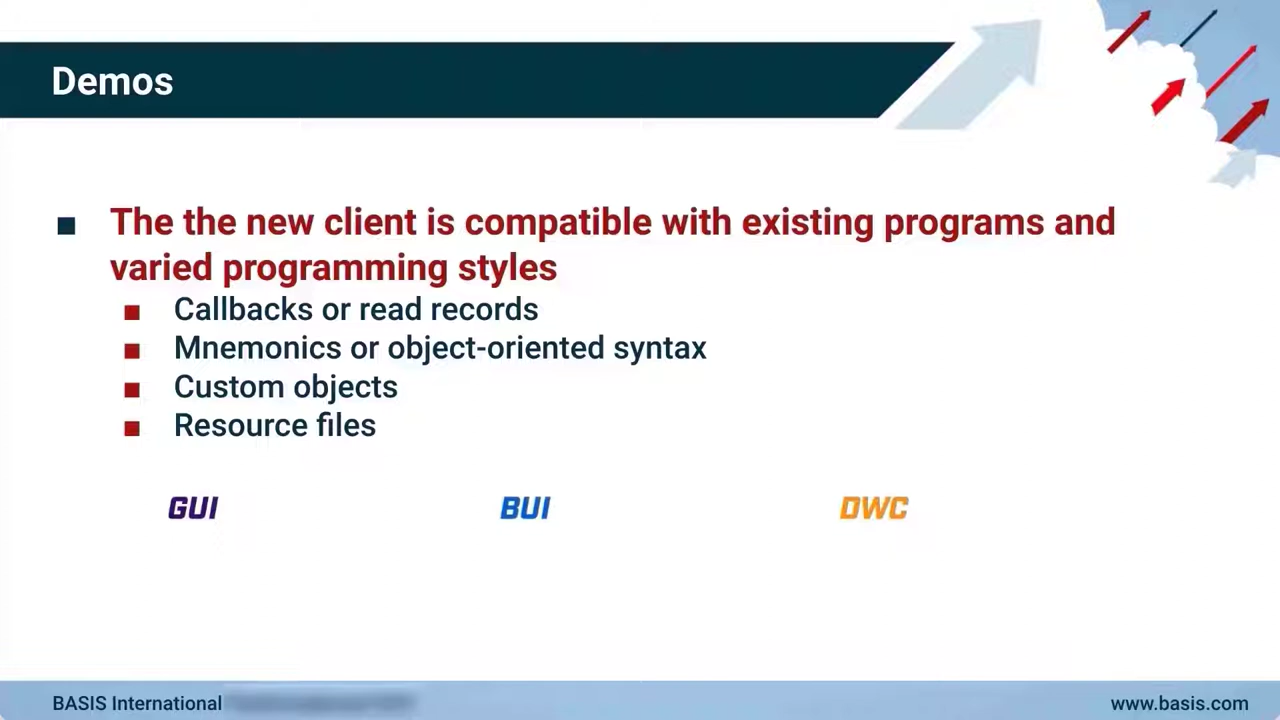 Demos
The the new client is compatible with existing programs and
varied programming styles
Callbacks or read records
Mnemonics or object-oriented syntax
Custom objects
Resource files
GUI
BUI
DWC
BASIS International
www.basis.com